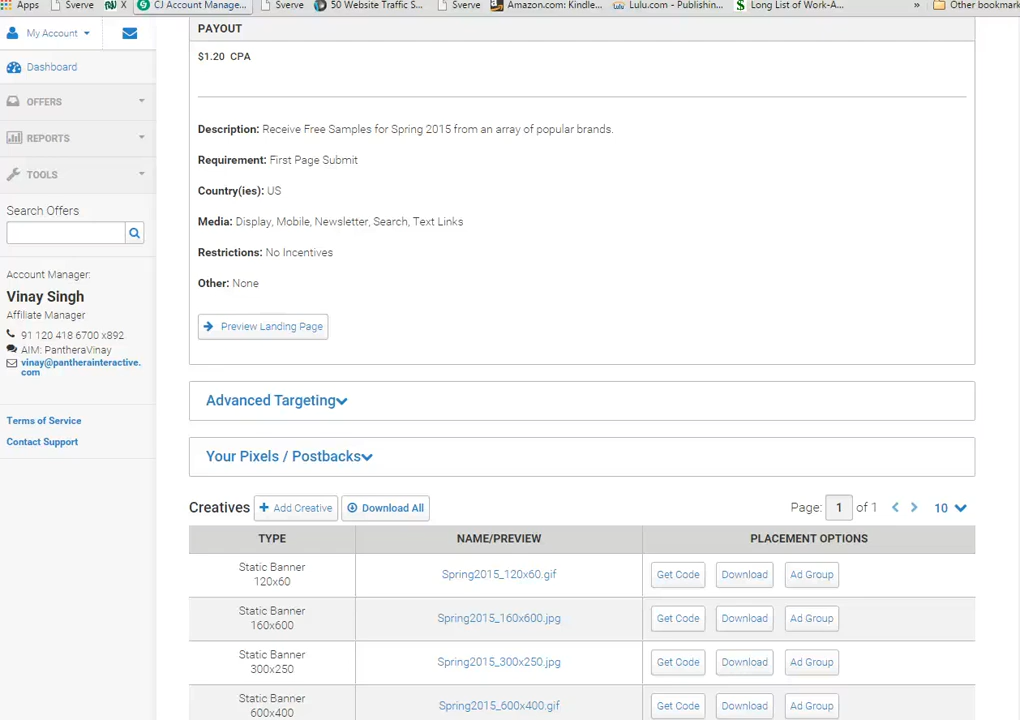 Apps Sverve X CJ Account Manage... Sverve 50 Website Traffic S... Sverve Amazon.com: Kindle... Lulu.com - Publishin... Long List of Work-A... » Other bookmark
My Account
Dashboard
OFFERS
REPORTS
TOOLS
Search Offers
Account Manager:
Vinay Singh
Affiliate Manager
91 120 418 6700 x892
AIM: PantheraVinay
vinay@pantherainteractive.
com
Terms of Service
Contact Support
PAYOUT
$1.20 CPA
Description: Receive Free Samples for Spring 2015 from an array of popular brands.
Requirement: First Page Submit
Country(ies): US
Media: Display, Mobile, Newsletter, Search, Text Links
Restrictions: No Incentives
Other: None
Preview Landing Page
Advanced Targeting
Your Pixels / Postbacks
Creatives + Add Creative Download All Page: 1 of 1 < > 10
TYPE NAME/PREVIEW PLACEMENT OPTIONS
Static Banner
120x60 Spring2015_120x60.gif Get Code Download Ad Group
Static Banner
160x600 Spring2015_160x600.jpg Get Code Download Ad Group
Static Banner
300x250 Spring2015_300x250.jpg Get Code Download Ad Group
Static Banner
600x400 Spring2015_600x400.gif Get Code Download Ad Group